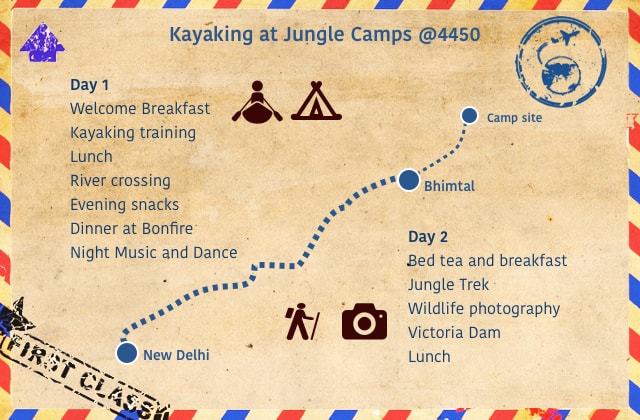 Kayaking at Jungle Camps @4450
Day 1
Welcome Breakfast
Kayaking training
Lunch
River crossing
Evening snacks
Dinner at Bonfire
Night Music and Dance
Camp site
Bhimtal
Day 2
Bed tea and breakfast
Jungle Trek
Wildlife photography
Victoria Dam
Lunch
New Delhi
FIRST CLASS